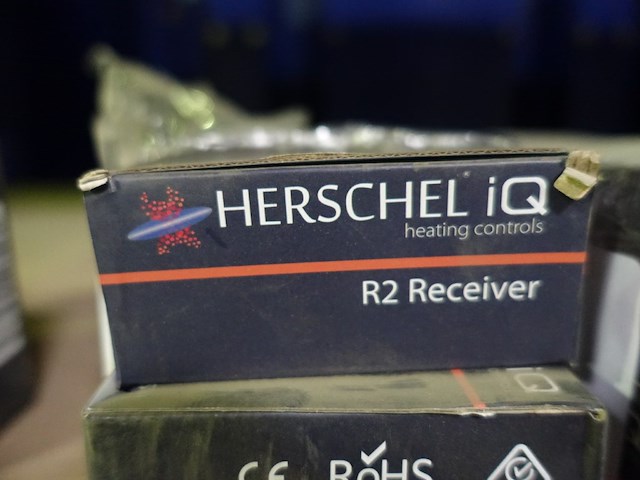 HERSCHEL iQ
heating controls
R2 Receiver
CE RoHS